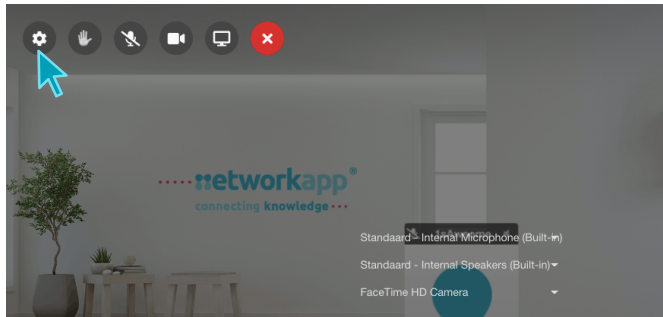 networkapp®
connecting knowledge
Standaard - Internal Microphone (Built-in)
Standaard - Internal Speakers (Built-in)
FaceTime HD Camera